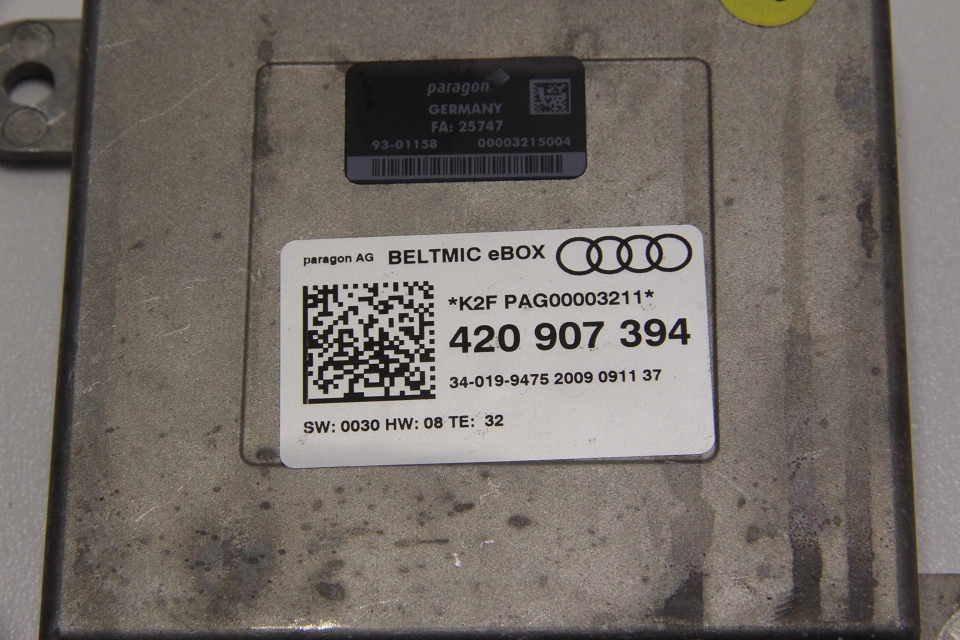 paragon
GERMANY
FA: 25747
93-01158 00003215004
paragon AG BELTMIC eBOX
*K2F PAG00003211*
420 907 394
34-019-9475 2009 0911 37
SW: 0030 HW: 08 TE: 32